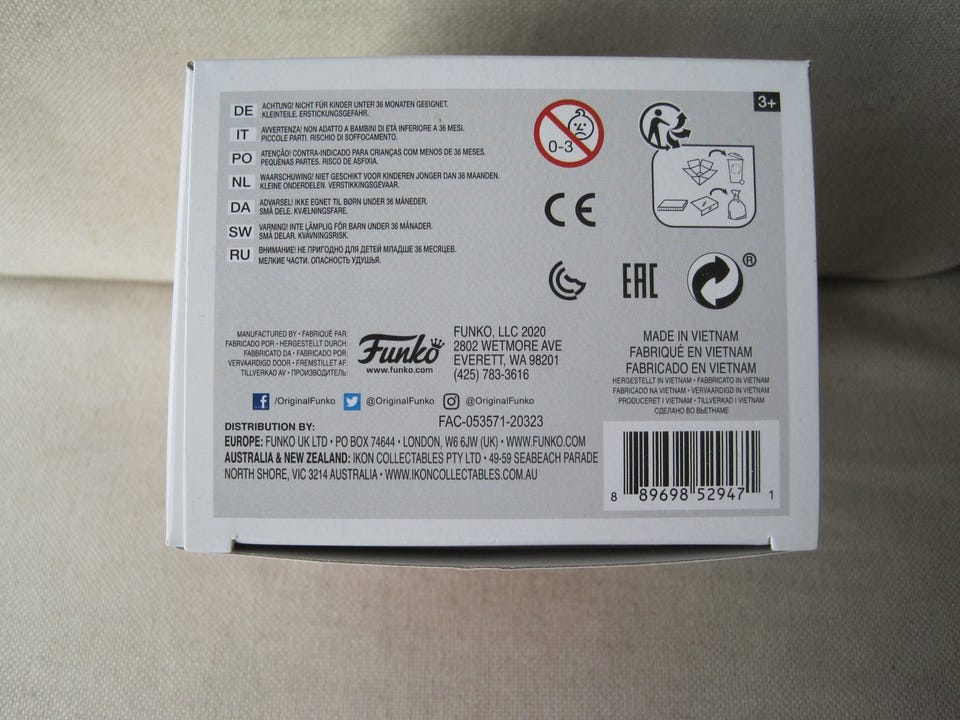 3+
DE ACHTUNG! NICHT FÜR KINDER UNTER 36 MONATEN GEEIGNET.
KLEINTEILE. ERSTICKUNGSGEFAHR.
IT AVVERTENZA! NON ADATTO A BAMBINI DI ETÀ INFERIORE A 36 MESI.
PICCOLE PARTI. RISCHIO DI SOFFOCAMENTO.
PO ATENÇÃO! CONTRA-INDICADO PARA CRIANÇAS COM MENOS DE 36 MESES.
PEQUENAS PARTES. RISCO DE ASFIXIA.
NL WAARSCHUWING! NIET GESCHIKT VOOR KINDEREN JONGER DAN 36 MAANDEN.
KLEINE ONDERDELEN. VERSTIKKINGSGEVAAR.
DA ADVARSEL! IKKE EGNET TIL BØRN UNDER 36 MÅNEDER.
SMÅ DELE. KVÆLNINGSFARE.
SW VARNING! INTE LÄMPLIG FÖR BARN UNDER 36 MÅNADER.
SMÅ DELAR. KVÄVNINGSRISK.
RU ВНИМАНИЕ! НЕ ПРИГОДНО ДЛЯ ДЕТЕЙ МЛАДШЕ 36 МЕСЯЦЕВ.
МЕЛКИЕ ЧАСТИ. ОПАСНОСТЬ УДУШЬЯ.
0-3
CE
EAC
®
MANUFACTURED BY • FABRIQUÉ PAR:
FABRICADO POR • HERGESTELLT DURCH:
FABBRICATO DA • FABRICADO POR:
VERVAARDIGD DOOR • FREMSTILLET AF:
TILLVERKAD AV • ПРОИЗВОДИТЕЛЬ:
Funko
www.funko.com
FUNKO, LLC 2020
2802 WETMORE AVE
EVERETT, WA 98201
(425) 783-3616
/OriginalFunko @OriginalFunko @OriginalFunko
FAC-053571-20323
DISTRIBUTION BY:
EUROPE: FUNKO UK LTD • PO BOX 74644 • LONDON, W6 6JW (UK) • WWW.FUNKO.COM
AUSTRALIA & NEW ZEALAND: IKON COLLECTABLES PTY LTD • 49-59 SEABEACH PARADE
NORTH SHORE, VIC 3214 AUSTRALIA • WWW.IKONCOLLECTABLES.COM.AU
MADE IN VIETNAM
FABRIQUÉ EN VIETNAM
FABRICADO EN VIETNAM
HERGESTELLT IN VIETNAM • FABBRICATO IN VIETNAM
FABRICADO NA VIETNAM • VERVAARDIGD IN VIETNAM
PRODUCERET I VIETNAM • TILLVERKAD I VIETNAM
СДЕЛАНО ВО ВЬЕТНАМЕ
8 89698 52947 1